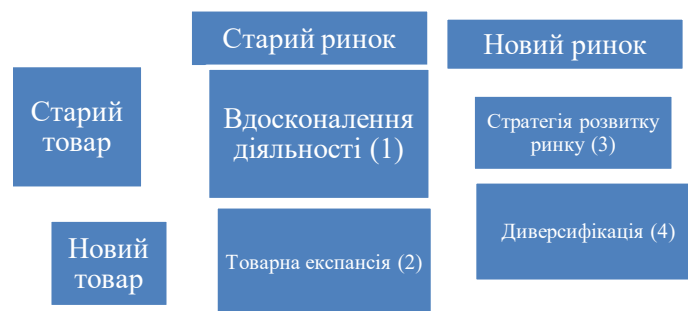 Старий ринок
Новий ринок
Старий
товар
Вдосконалення
діяльності (1)
Стратегія розвитку
ринку (3)
Новий
товар
Товарна експансія (2)
Диверсифікація (4)